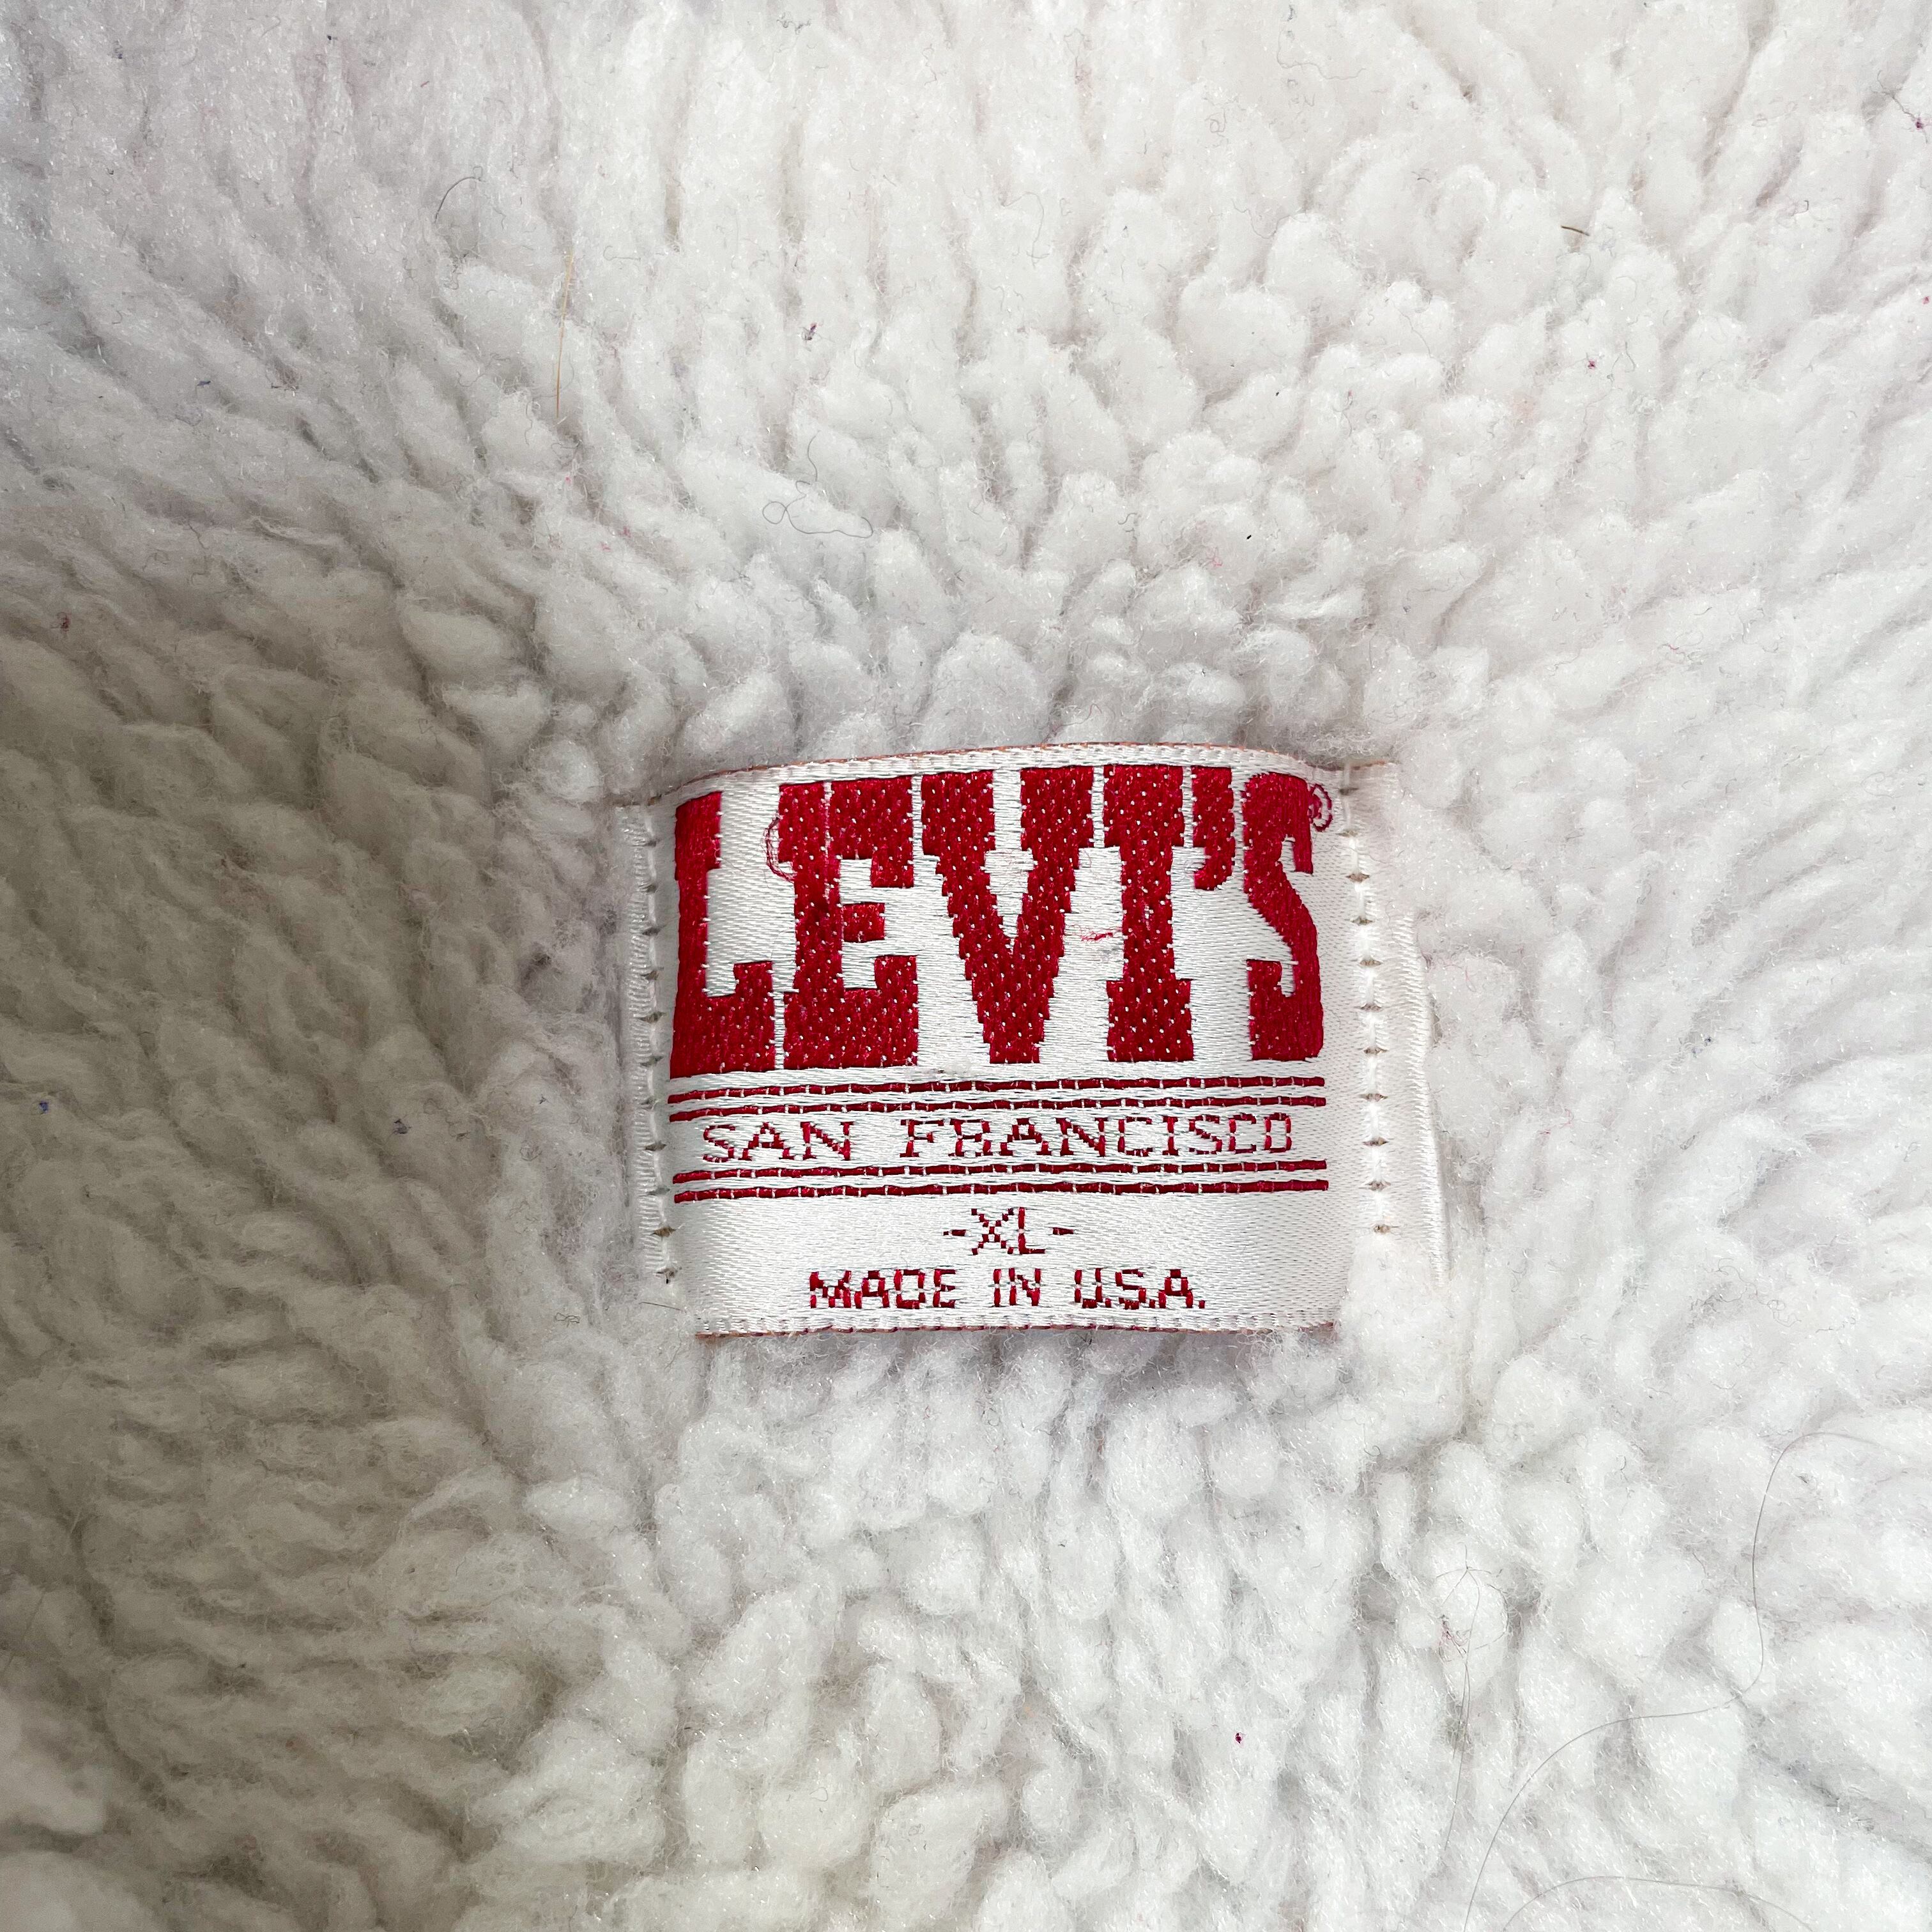 LEVI'S®
SAN FRANCISCO
-XL-
MADE IN U.S.A.